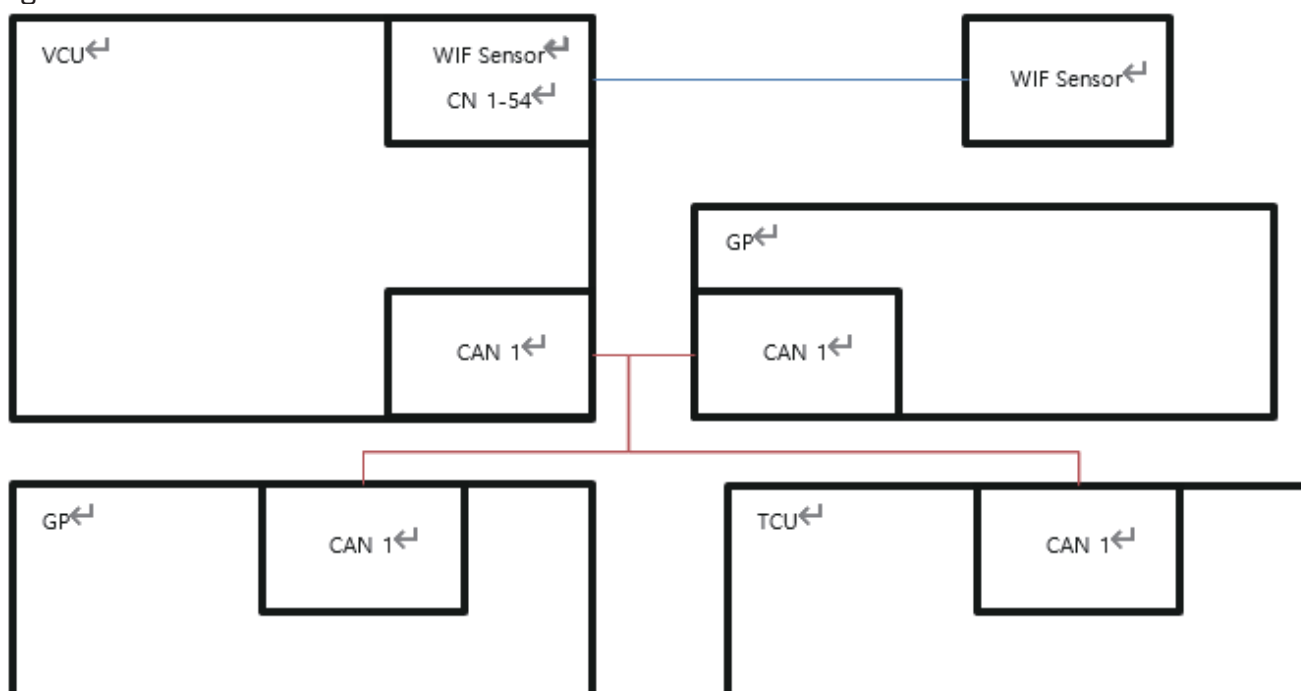 VCU↵
WIF Sensor↵
CN 1-54↵
WIF Sensor↵
GP↵
CAN 1↵
CAN 1↵
GP↵
CAN 1↵
TCU↵
CAN 1↵